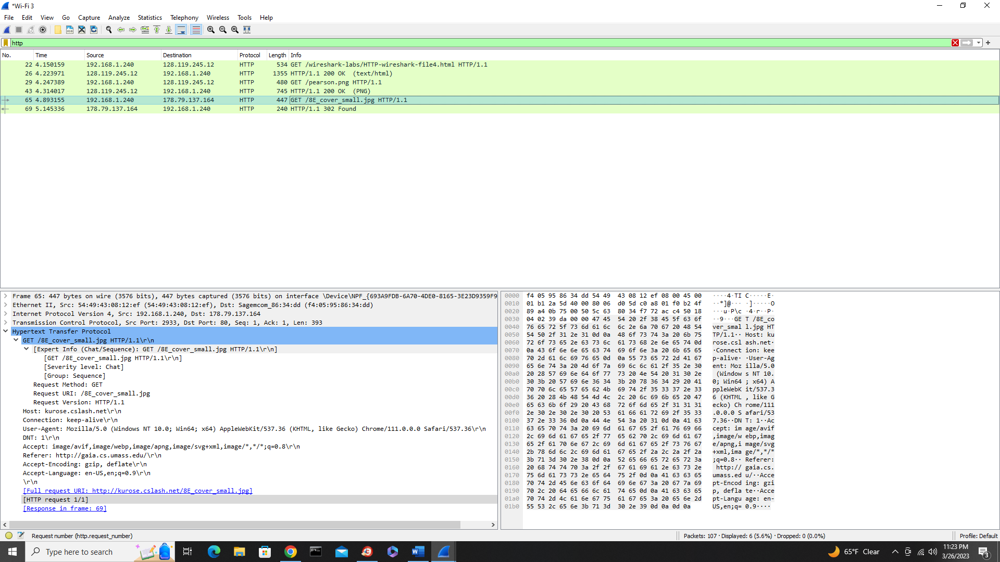 *Wi-Fi 3
File Edit View Go Capture Analyze Statistics Telephony Wireless Tools Help
http
No. Time Source Destination Protocol Length Info
22 4.150159 192.168.1.240 128.119.245.12 HTTP 534 GET /wireshark-labs/HTTP-wireshark-file4.html HTTP/1.1
26 4.223971 128.119.245.12 192.168.1.240 HTTP 1355 HTTP/1.1 200 OK (text/html)
29 4.247389 192.168.1.240 128.119.245.12 HTTP 480 GET /pearson.png HTTP/1.1
43 4.314017 128.119.245.12 192.168.1.240 HTTP 745 HTTP/1.1 200 OK (PNG)
65 4.893155 192.168.1.240 178.79.137.164 HTTP 447 GET /8E_cover_small.jpg HTTP/1.1
69 5.145336 178.79.137.164 192.168.1.240 HTTP 240 HTTP/1.1 302 Found
Frame 65: 447 bytes on wire (3576 bits), 447 bytes captured (3576 bits) on interface \Device\NPF_{693A9FDB-6A70-4DE0-8165-3E23D9359F9
Ethernet II, Src: 54:49:43:08:12:ef (54:49:43:08:12:ef), Dst: Sagemcom_86:34:dd (f4:05:95:86:34:dd)
Internet Protocol Version 4, Src: 192.168.1.240, Dst: 178.79.137.164
Transmission Control Protocol, Src Port: 2933, Dst Port: 80, Seq: 1, Ack: 1, Len: 393
Hypertext Transfer Protocol
GET /8E_cover_small.jpg HTTP/1.1\r\n
[Expert Info (Chat/Sequence): GET /8E_cover_small.jpg HTTP/1.1\r\n]
[GET /8E_cover_small.jpg HTTP/1.1\r\n]
[Severity level: Chat]
[Group: Sequence]
Request Method: GET
Request URI: /8E_cover_small.jpg
Request Version: HTTP/1.1
Host: kurose.cslash.net\r\n
Connection: keep-alive\r\n
User-Agent: Mozilla/5.0 (Windows NT 10.0; Win64; x64) AppleWebKit/537.36 (KHTML, like Gecko) Chrome/111.0.0.0 Safari/537.36\r\n
DNT: 1\r\n
Accept: image/avif,image/webp,image/apng,image/svg+xml,image/*,*/*;q=0.8\r\n
Referer: http://gaia.cs.umass.edu/\r\n
Accept-Encoding: gzip, deflate\r\n
Accept-Language: en-US,en;q=0.9\r\n
\r\n
[Full request URI: http://kurose.cslash.net/8E_cover_small.jpg]
[HTTP request 1/1]
[Response in frame: 69]
0000 f4 05 95 86 34 dd 54 49 43 08 12 ef 08 00 45 00 ····4·TI C·····E·
0010 01 b1 2a 5d 40 00 80 06 d0 5d c0 a8 01 f0 b2 4f ··*]@··· ·]·····O
0020 89 a4 0b 75 00 50 5c 63 80 34 f7 72 ac c4 50 18 ···u·P\c ·4·r··P·
0030 04 02 39 da 00 00 47 45 54 20 2f 38 45 5f 63 6f ··9···GE T /8E_co
0040 76 65 72 5f 73 6d 61 6c 6c 2e 6a 70 67 20 48 54 ver_smal l.jpg HT
0050 54 50 2f 31 2e 31 0d 0a 48 6f 73 74 3a 20 6b 75 TP/1.1·· Host: ku
0060 72 6f 73 65 2e 63 73 6c 61 73 68 2e 6e 65 74 0d rose.csl ash.net·
0070 0a 43 6f 6e 6e 65 63 74 69 6f 6e 3a 20 6b 65 65 ·Connect ion: kee
0080 70 2d 61 6c 69 76 65 0d 0a 55 73 65 72 2d 41 67 p-alive· ·User-Ag
0090 65 6e 74 3a 20 4d 6f 7a 69 6c 6c 61 2f 35 2e 30 ent: Moz illa/5.0
00a0 20 28 57 69 6e 64 6f 77 73 20 4e 54 20 31 30 2e (Window s NT 10.
00b0 30 3b 20 57 69 6e 36 34 3b 20 78 36 34 29 20 41 0; Win64 ; x64) A
00c0 70 70 6c 65 57 65 62 4b 69 74 2f 35 33 37 2e 33 ppleWebK it/537.3
00d0 36 20 28 4b 48 54 4d 4c 2c 20 6c 69 6b 65 20 47 6 (KHTML , like G
00e0 65 63 6b 6f 29 20 43 68 72 6f 6d 65 2f 31 31 31 ecko) Ch rome/111
00f0 2e 30 2e 30 2e 30 20 53 61 66 61 72 69 2f 35 33 .0.0.0 S afari/53
0100 37 2e 33 36 0d 0a 44 4e 54 3a 20 31 0d 0a 41 63 7.36··DN T: 1··Ac
0110 63 65 70 74 3a 20 69 6d 61 67 65 2f 61 76 69 66 cept: im age/avif
0120 2c 69 6d 61 67 65 2f 77 65 62 70 2c 69 6d 61 67 ,image/w ebp,imag
0130 65 2f 61 70 6e 67 2c 69 6d 61 67 65 2f 73 76 67 e/apng,i mage/svg
0140 2b 78 6d 6c 2c 69 6d 61 67 65 2f 2a 2c 2a 2f 2a +xml,ima ge/*,*/*
0150 3b 71 3d 30 2e 38 0d 0a 52 65 66 65 72 65 72 3a ;q=0.8·· Referer:
0160 20 68 74 74 70 3a 2f 2f 67 61 69 61 2e 63 73 2e http:// gaia.cs.
0170 75 6d 61 73 73 2e 65 64 75 2f 0d 0a 41 63 63 65 umass.ed u/··Acce
0180 70 74 2d 45 6e 63 6f 64 69 6e 67 3a 20 67 7a 69 pt-Encod ing: gzi
0190 70 2c 20 64 65 66 6c 61 74 65 0d 0a 41 63 63 65 p, defla te··Acce
01a0 70 74 2d 4c 61 6e 67 75 61 67 65 3a 20 65 6e 2d pt-Langu age: en-
01b0 55 53 2c 65 6e 3b 71 3d 30 2e 39 0d 0a 0d 0a US,en;q= 0.9····
Request number (http.request_number) Packets: 107 · Displayed: 6 (5.6%) · Dropped: 0 (0.0%) Profile: Default
Type here to search 65°F Clear 11:23 PM
3/26/2023 3